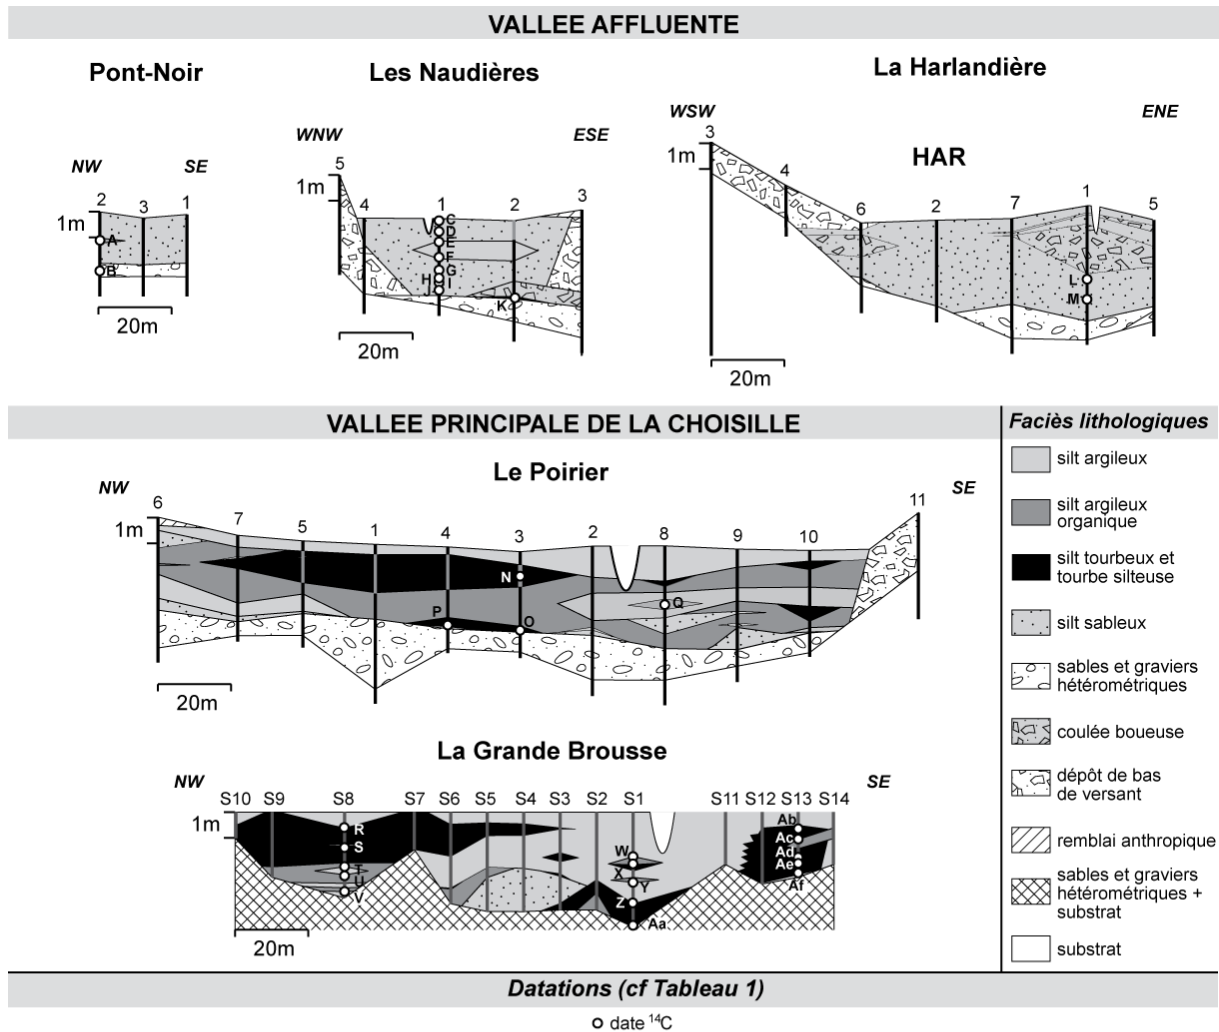 VALLEE AFFLUENTE
Pont-Noir
NW SE
2 3 1
1m
A
B
20m
Les Naudières
WNW ESE
5
1m
4 1 2 3
C
D
E
F
G
H I
J
K
20m
La Harlandière
WSW ENE
3
1m
HAR
4 6 2 7 1 5
L
M
20m
VALLEE PRINCIPALE DE LA CHOISILLE
Le Poirier
NW SE
6 7 5 1 4 3 2 8 9 10 11
1m
N
Q
P
O
20m
La Grande Brousse
NW SE
S10 S9 S8 S7 S6 S5 S4 S3 S2 S1 S11 S12 S13 S14
1m
R
S
T
U
V
W
X
Y
Z
Aa
Ab
Ac
Ad
Ae
Af
20m
Faciès lithologiques
silt argileux
silt argileux
organique
silt tourbeux et
tourbe silteuse
silt sableux
sables et graviers
hétérométriques
coulée boueuse
dépôt de bas
de versant
remblai anthropique
sables et graviers
hétérométriques +
substrat
substrat
Datations (cf Tableau 1)
date 14C